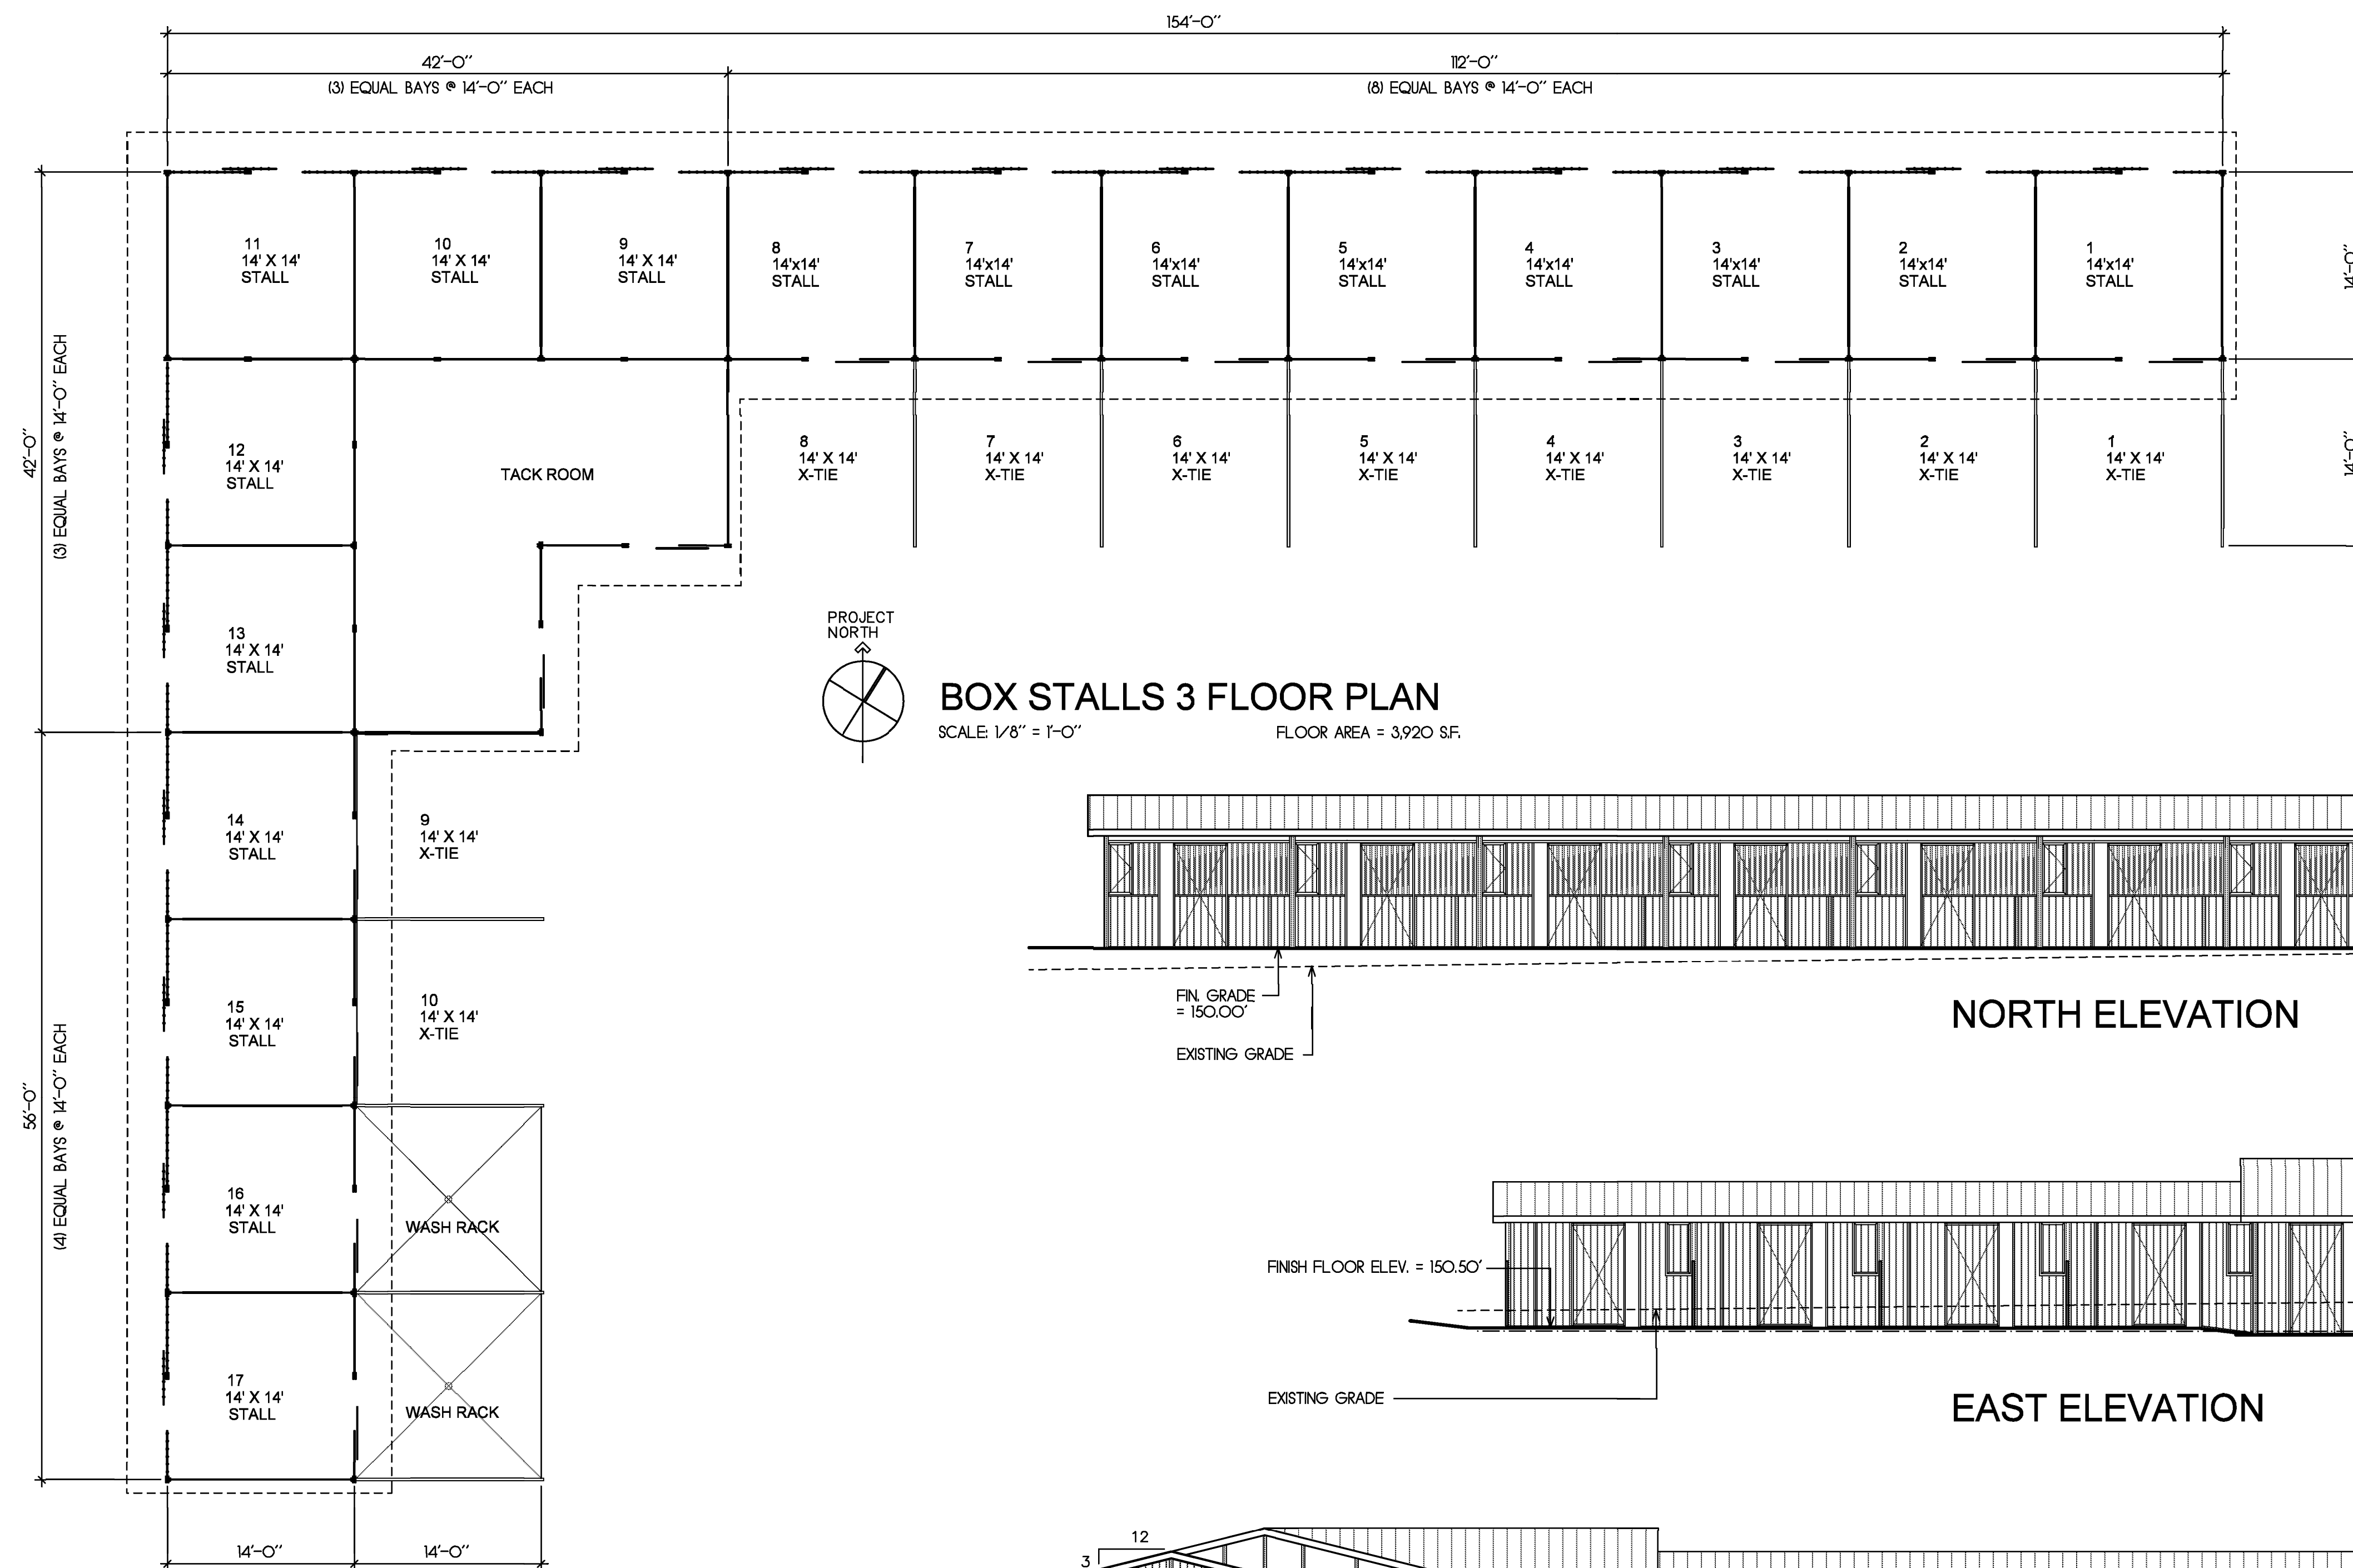 154'-0"
42'-0"
112'-0"
(3) EQUAL BAYS @ 14'-0" EACH
(8) EQUAL BAYS @ 14'-0" EACH
11
14' X 14'
STALL
10
14' X 14'
STALL
9
14' X 14'
STALL
8
14'x14'
STALL
7
14'x14'
STALL
6
14'x14'
STALL
5
14'x14'
STALL
4
14'x14'
STALL
3
14'x14'
STALL
2
14'x14'
STALL
1
14'x14'
STALL
14'-0"
42'-0"
(3) EQUAL BAYS @ 14'-0" EACH
12
14' X 14'
STALL
TACK ROOM
8
14' X 14'
X-TIE
7
14' X 14'
X-TIE
6
14' X 14'
X-TIE
5
14' X 14'
X-TIE
4
14' X 14'
X-TIE
3
14' X 14'
X-TIE
2
14' X 14'
X-TIE
1
14' X 14'
X-TIE
14'-0"
13
14' X 14'
STALL
PROJECT
NORTH
BOX STALLS 3 FLOOR PLAN
SCALE: 1/8" = 1'-0"
FLOOR AREA = 3,920 S.F.
14
14' X 14'
STALL
9
14' X 14'
X-TIE
15
14' X 14'
STALL
10
14' X 14'
X-TIE
FIN. GRADE
= 150.00'
EXISTING GRADE
NORTH ELEVATION
56'-0"
(4) EQUAL BAYS @ 14'-0" EACH
16
14' X 14'
STALL
WASH RACK
FINISH FLOOR ELEV. = 150.50'
17
14' X 14'
STALL
WASH RACK
EXISTING GRADE
EAST ELEVATION
14'-0"
14'-0"
12
3